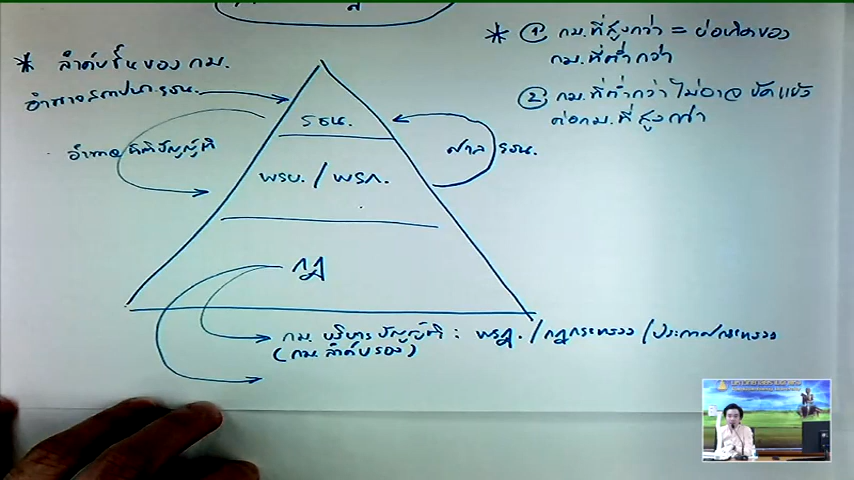 * ลำดับชั้นของ กม.
อำนาจสถาปนา รธน.
อำนาจ นิติบัญญัติ
รธน.
พรบ. / พรก.
กฎ
ศาล รธน.
* ① กม.ที่สูงกว่า = บ่อเกิดของ
กม.ที่ต่ำกว่า
② กม.ที่ต่ำกว่า ไม่อาจ ขัดแย้ง
ต่อกม.ที่สูงกว่า
กม. บริหารบัญญัติ : พรฎ. / กฎกระทรวง / ประกาศกระทรวง
(กม. ลำดับรอง)